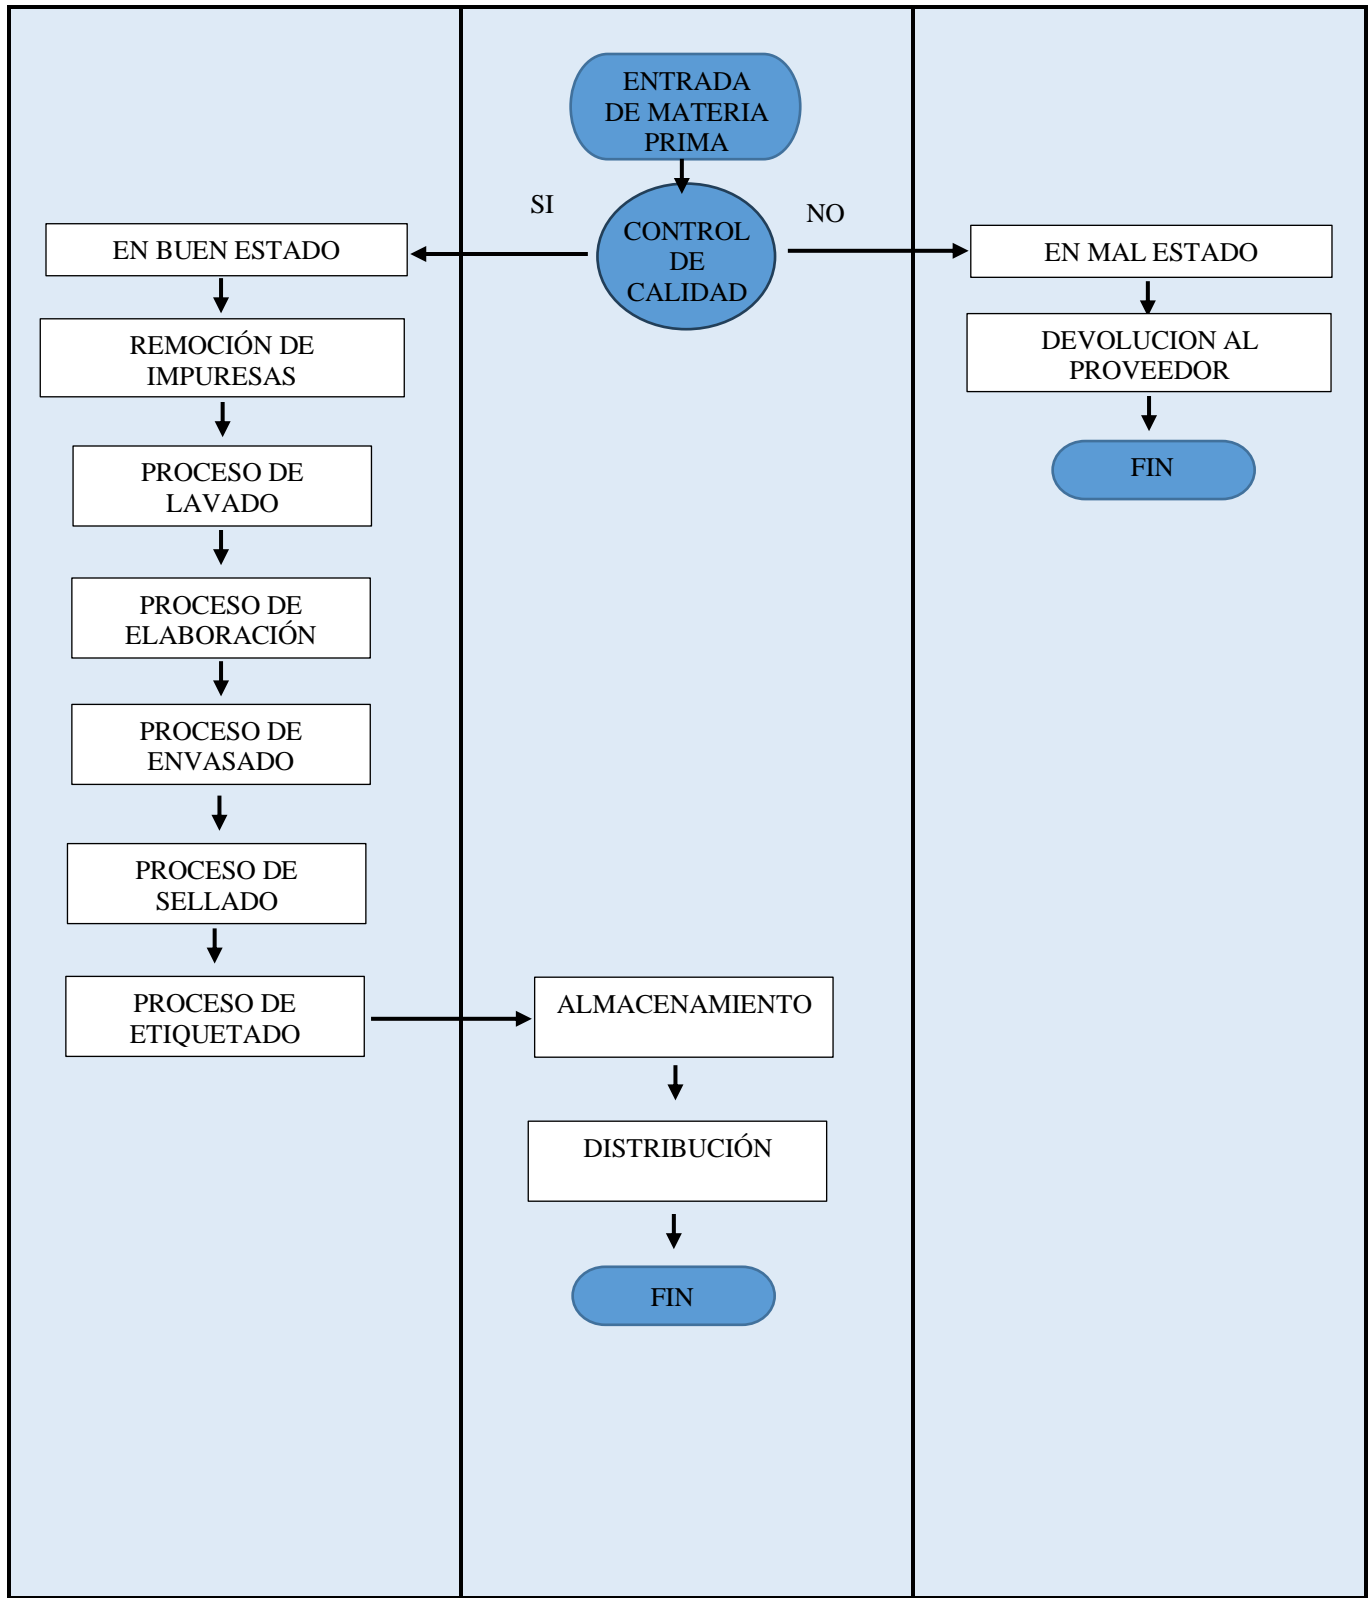 ENTRADA
DE MATERIA
PRIMA
SI
NO
CONTROL
DE
CALIDAD
EN BUEN ESTADO
REMOCIÓN DE
IMPURESAS
PROCESO DE
LAVADO
PROCESO DE
ELABORACIÓN
PROCESO DE
ENVASADO
PROCESO DE
SELLADO
PROCESO DE
ETIQUETADO
ALMACENAMIENTO
DISTRIBUCIÓN
FIN
EN MAL ESTADO
DEVOLUCION AL
PROVEEDOR
FIN